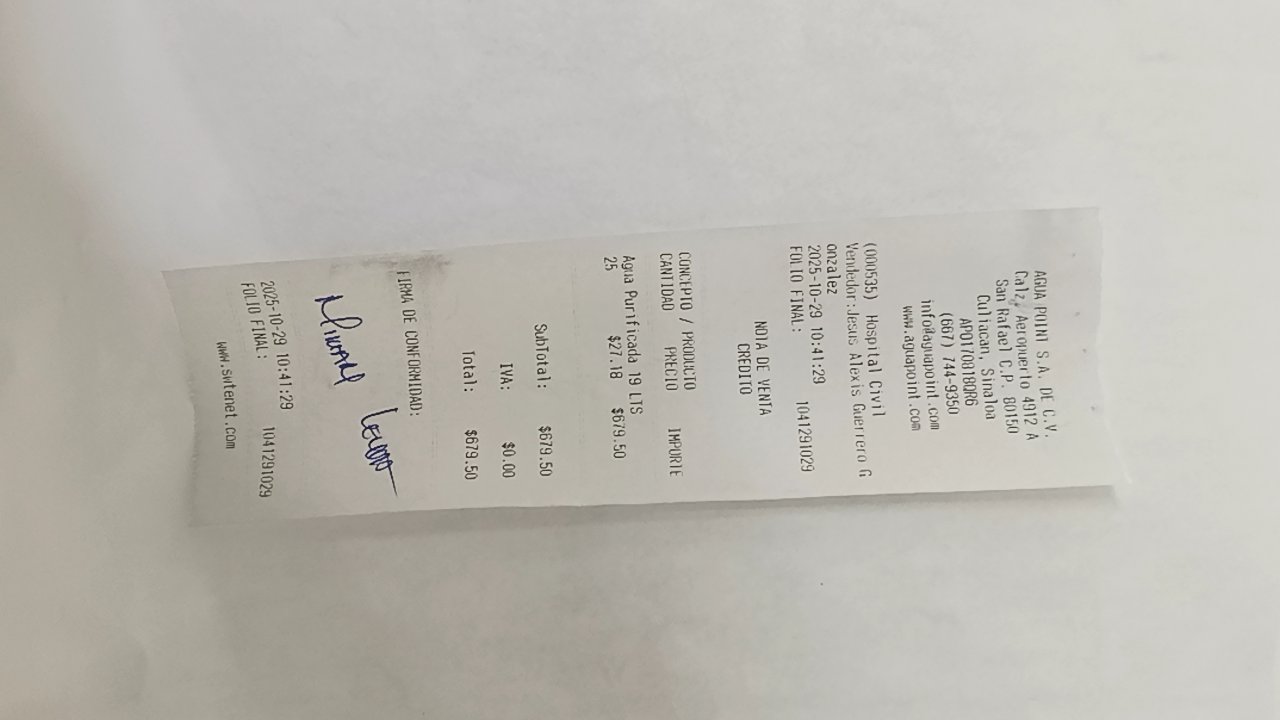 AGUA POINT S.A. DE C.V.
Calz. Aeropuerto 4912 A
San Rafael C.P. 80150
Culiacan, Sinaloa
APO170818QR6
(667) 744-9350
info@aguapoint.com
www.aguapoint.com
(000535) Hospital Civil
Vendedor:Jesus Alexis Guerrero G
onzalez
2025-10-29 10:41:29
FOLIO FINAL: 1041291029
NOTA DE VENTA
CREDITO
CONCEPTO / PRODUCTO
CANTIDAD PRECIO IMPORTE
Agua Purificada 19 LTS
25 $27.18 $679.50
SubTotal: $679.50
IVA: $0.00
Total: $679.50
FIRMA DE CONFORMIDAD:
2025-10-29 10:41:29
FOLIO FINAL: 1041291029
www.swtenet.com